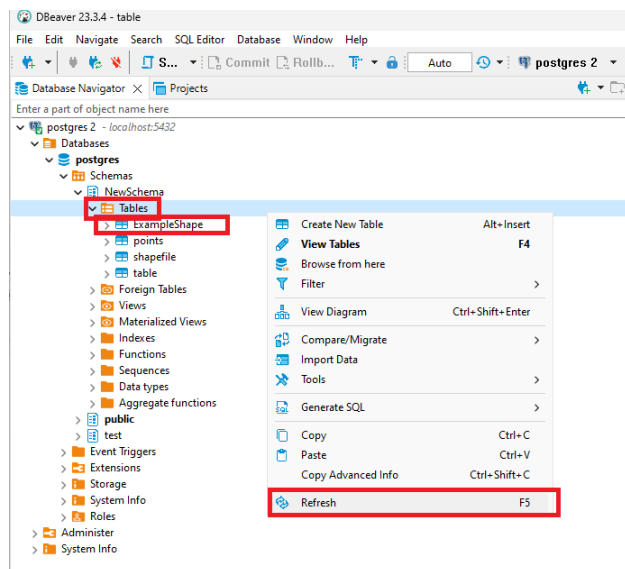 DBeaver 23.3.4 - table
File Edit Navigate Search SQL Editor Database Window Help
S... Commit Rollb... Auto postgres 2
Database Navigator Projects
Enter a part of object name here
postgres 2 - localhost:5432
Databases
postgres
Schemas
NewSchema
Tables
ExampleShape
points
shapefile
table
Foreign Tables
Views
Materialized Views
Indexes
Functions
Sequences
Data types
Aggregate functions
public
test
Event Triggers
Extensions
Storage
System Info
Roles
Administer
System Info
Create New Table Alt+Insert
View Tables F4
Browse from here
Filter
View Diagram Ctrl+Shift+Enter
Compare/Migrate
Import Data
Tools
Generate SQL
Copy Ctrl+C
Paste Ctrl+V
Copy Advanced Info Ctrl+Shift+C
Refresh F5